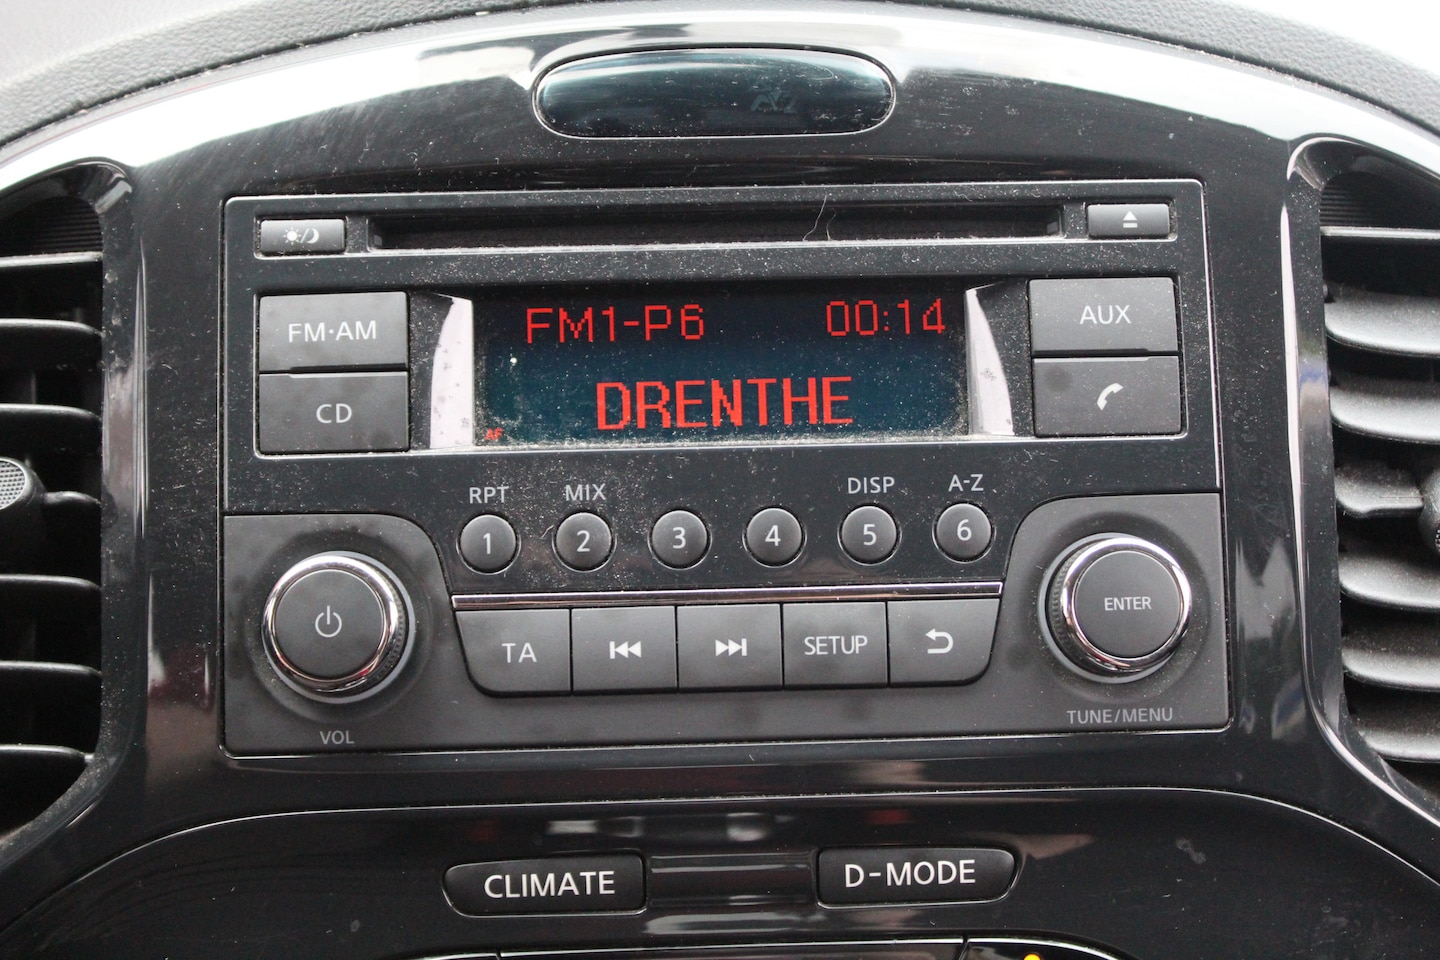 FM1-P6 00:14
DRENTHE
AF
FM·AM
AUX
CD
RPT MIX DISP A-Z
1 2 3 4 5 6
ENTER
TA SETUP
VOL TUNE/MENU
CLIMATE D-MODE